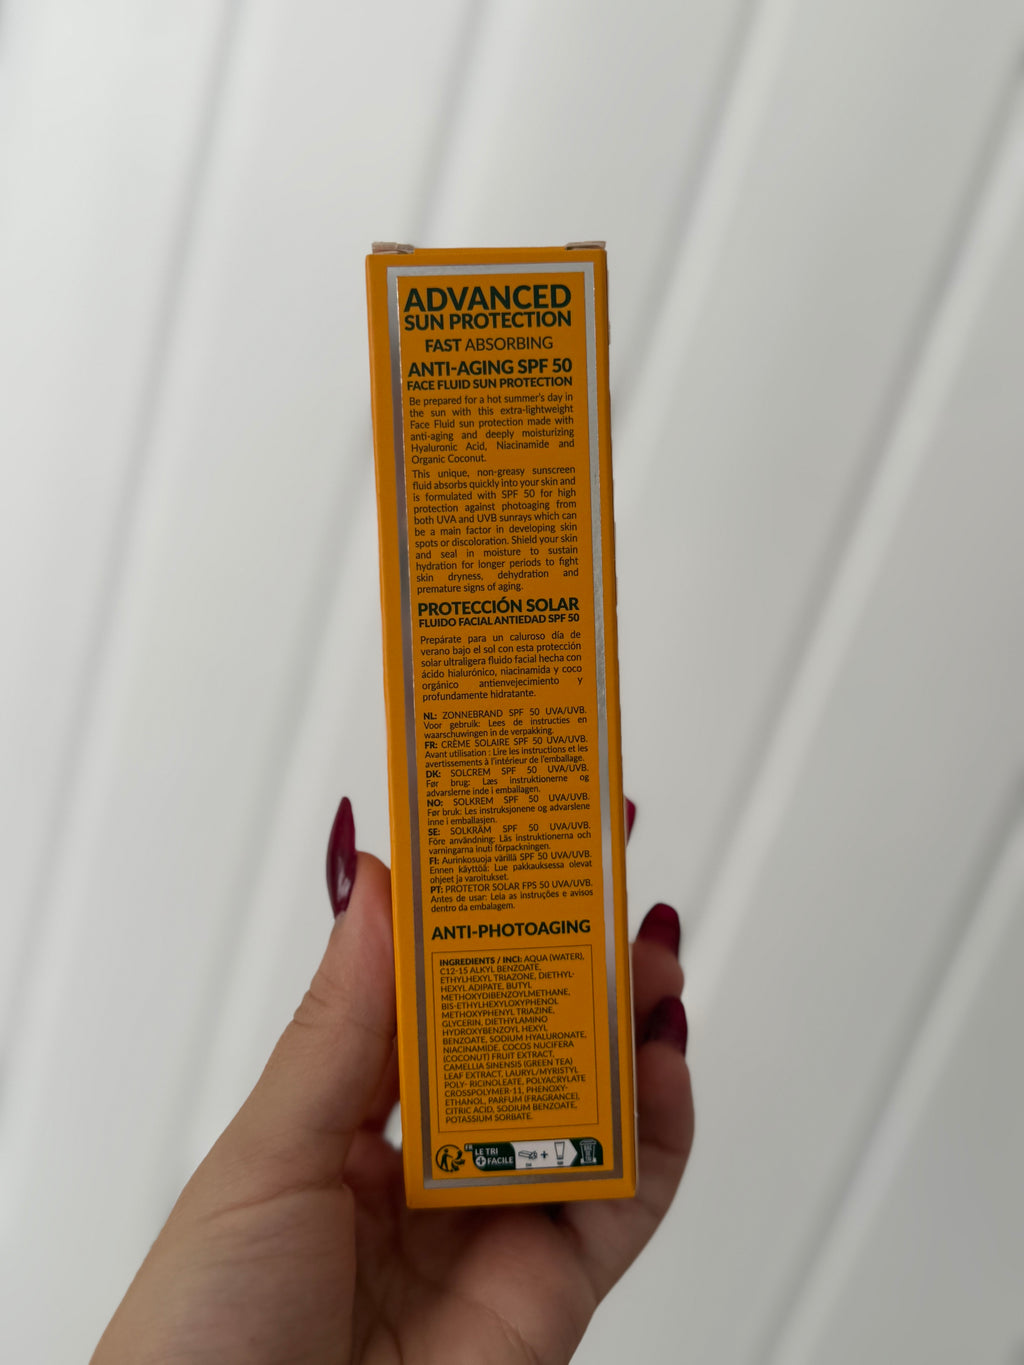 ADVANCED
SUN PROTECTION
FAST ABSORBING
ANTI-AGING SPF 50
FACE FLUID SUN PROTECTION
Be prepared for a hot summer's day in
the sun with this extra-lightweight
Face Fluid sun protection made with
anti-aging and deeply moisturizing
Hyaluronic Acid, Niacinamide and
Organic Coconut.
This unique, non-greasy sunscreen
fluid absorbs quickly into your skin and
is formulated with SPF 50 for high
protection against photoaging from
both UVA and UVB sunrays which can
be a main factor in developing skin
spots or discoloration. Shield your skin
and seal in moisture to sustain
hydration for longer periods to fight
skin dryness, dehydration and
premature signs of aging.
PROTECCIÓN SOLAR
FLUIDO FACIAL ANTIEDAD SPF 50
Prepárate para un caluroso día de
verano bajo el sol con esta protección
solar ultraligera fluido facial hecha con
ácido hialurónico, niacinamida y coco
orgánico antienvejecimiento y
profundamente hidratante.
NL: ZONNEBRAND SPF 50 UVA/UVB.
Voor gebruik: Lees de instructies en
waarschuwingen in de verpakking.
FR: CRÈME SOLAIRE SPF 50 UVA/UVB.
Avant utilisation : Lire les instructions et les
avertissements à l'intérieur de l'emballage.
DK: SOLCREM SPF 50 UVA/UVB.
Før brug: Læs instruktionerne og
advarslerne inde i emballagen.
NO: SOLKREM SPF 50 UVA/UVB.
Før bruk: Les instruksjonene og advarslene
inne i emballasjen.
SE: SOLKRÄM SPF 50 UVA/UVB.
Före användning: Läs instruktionerna och
varningarna inuti förpackningen.
FI: Aurinkosuoja värillä SPF 50 UVA/UVB.
Ennen käyttöä: Lue pakkauksessa olevat
ohjeet ja varoitukset.
PT: PROTETOR SOLAR FPS 50 UVA/UVB.
Antes de usar: Leia as instruções e avisos
dentro da embalagem.
ANTI-PHOTOAGING
INGREDIENTS / INCI: AQUA (WATER),
C12-15 ALKYL BENZOATE,
ETHYLHEXYL TRIAZONE, DIETHYL-
HEXYL ADIPATE, BUTYL
METHOXYDIBENZOYLMETHANE,
BIS-ETHYLHEXYLOXYPHENOL
METHOXYPHENYL TRIAZINE,
GLYCERIN, DIETHYLAMINO
HYDROXYBENZOYL HEXYL
BENZOATE, SODIUM HYALURONATE,
NIACINAMIDE, COCOS NUCIFERA
(COCONUT) FRUIT EXTRACT,
CAMELLIA SINENSIS (GREEN TEA)
LEAF EXTRACT, LAURYL/MYRISTYL
POLY- RICINOLEATE, POLYACRYLATE
CROSSPOLYMER-11, PHENOXY-
ETHANOL, PARFUM (FRAGRANCE),
CITRIC ACID, SODIUM BENZOATE,
POTASSIUM SORBATE.
FR
LE TRI
+ FACILE
+